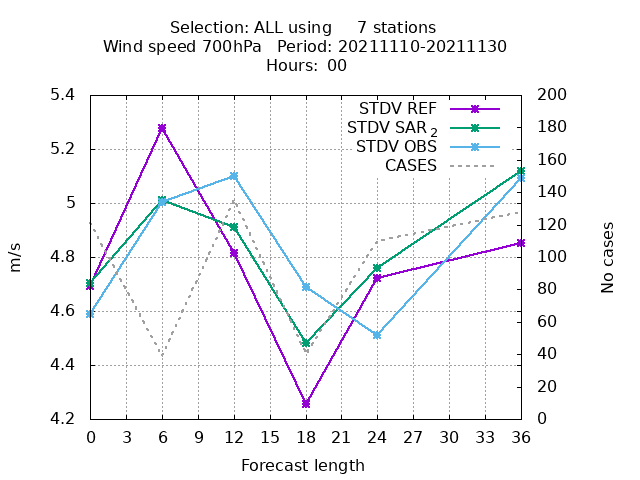 Selection: ALL using 7 stations
Wind speed 700hPa Period: 20211110-20211130
Hours: 00
STDV REF
STDV SAR 2
STDV OBS
CASES
5.4
5.2
5
4.8
4.6
4.4
4.2
m/s
200
180
160
140
120
100
80
60
40
20
0
No cases
0 3 6 9 12 15 18 21 24 27 30 33 36
Forecast length